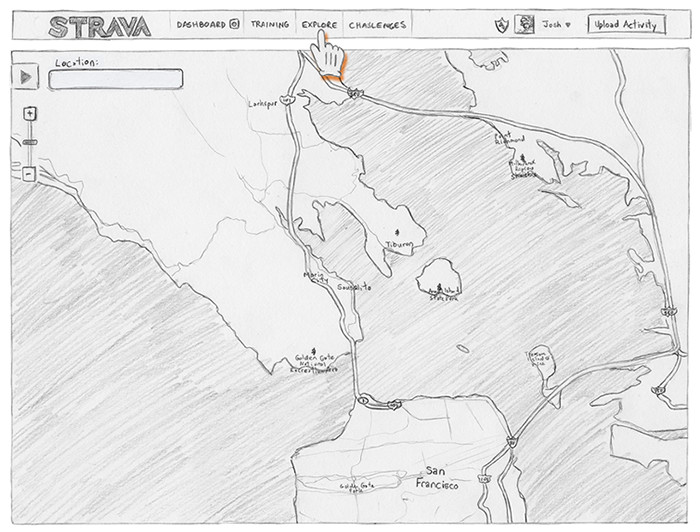 STRAVA
DASHBOARD
TRAINING
EXPLORE
CHALLENGES
Josh
Upload Activity
Location:
+
-
Larkspur
Point
Richmond
Tiburon
Marin
City
Sausalito
Golden Gate
National
Recreation Area
San
Francisco
Golden Gate
Park